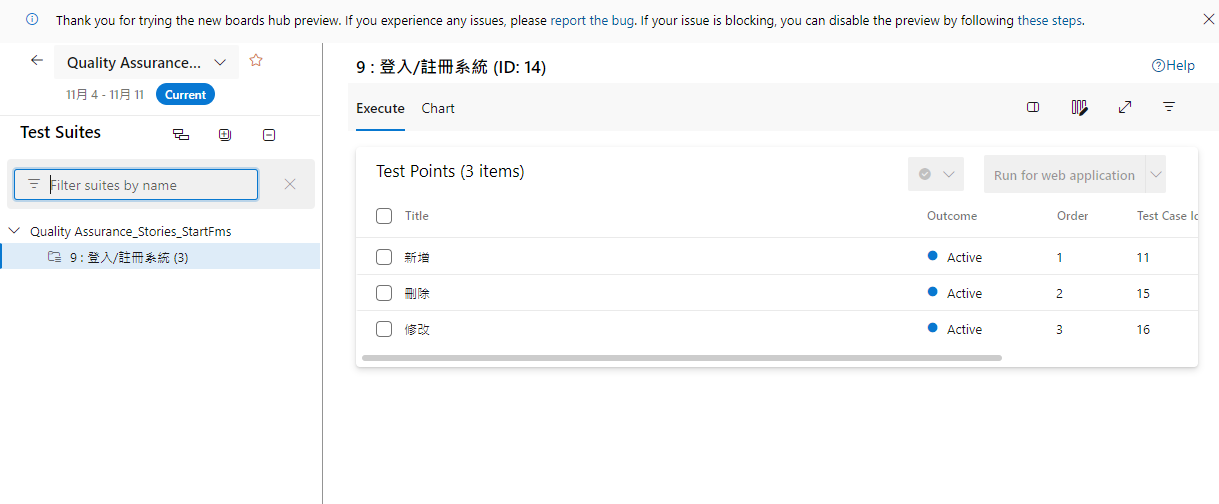 Thank you for trying the new boards hub preview. If you experience any issues, please report the bug. If your issue is blocking, you can disable the preview by following these steps.
Quality Assurance...
11月 4 - 11月 11 Current
Test Suites
Filter suites by name
Quality Assurance_Stories_StartFms
9 : 登入/註冊系統 (3)
9 : 登入/註冊系統 (ID: 14)
Help
Execute Chart
Test Points (3 items)
Run for web application
Title Outcome Order Test Case Id
新增 Active 1 11
刪除 Active 2 15
修改 Active 3 16